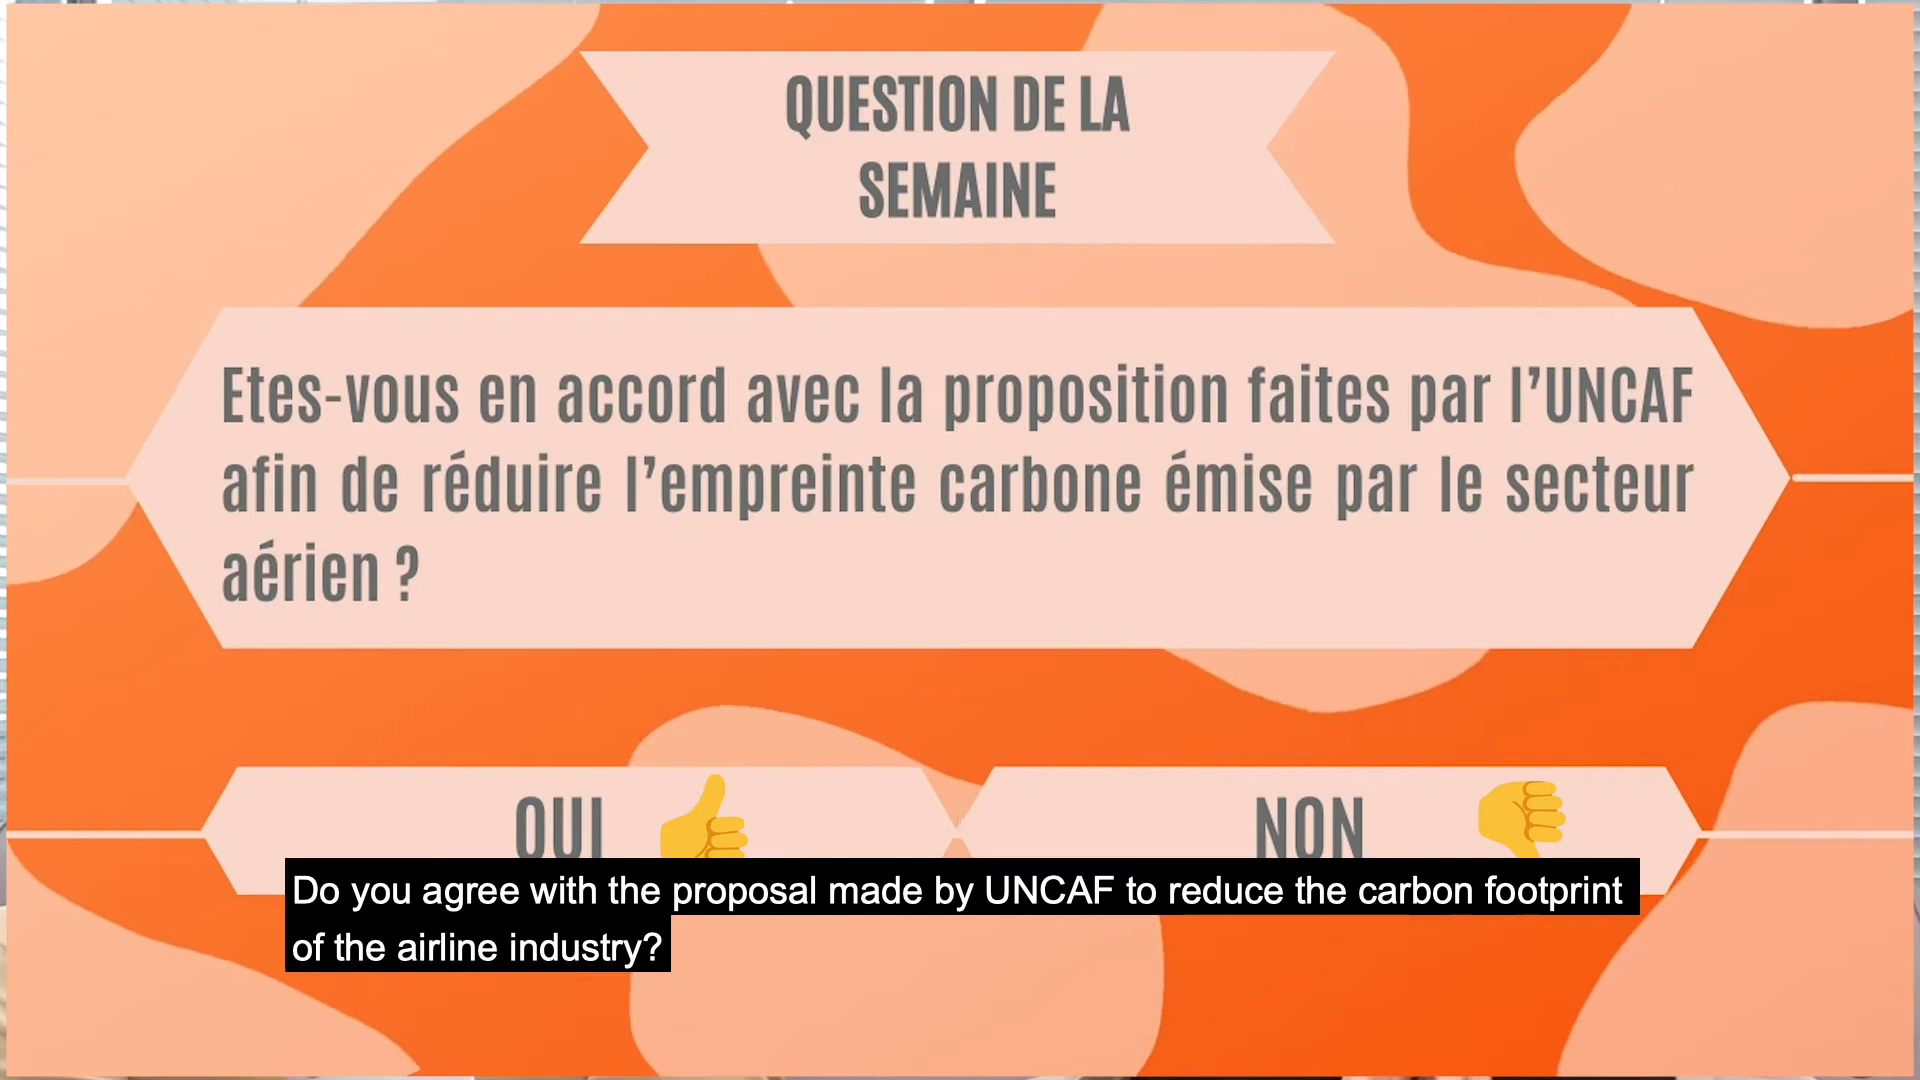 QUESTION DE LA
SEMAINE
Etes-vous en accord avec la proposition faites par l’UNCAF
afin de réduire l’empreinte carbone émise par le secteur
aérien ?
OUI
NON
Do you agree with the proposal made by UNCAF to reduce the carbon footprint
of the airline industry?